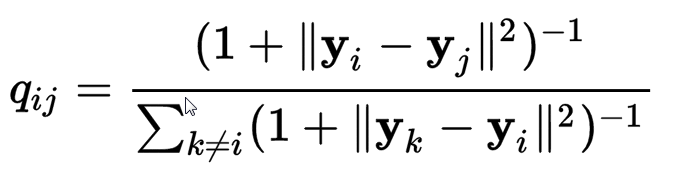 q_{ij} = \frac{(1 + \|\mathbf{y}_i - \mathbf{y}_j\|^2)^{-1}}{\sum_{k \neq i} (1 + \|\mathbf{y}_k - \mathbf{y}_i\|^2)^{-1}}